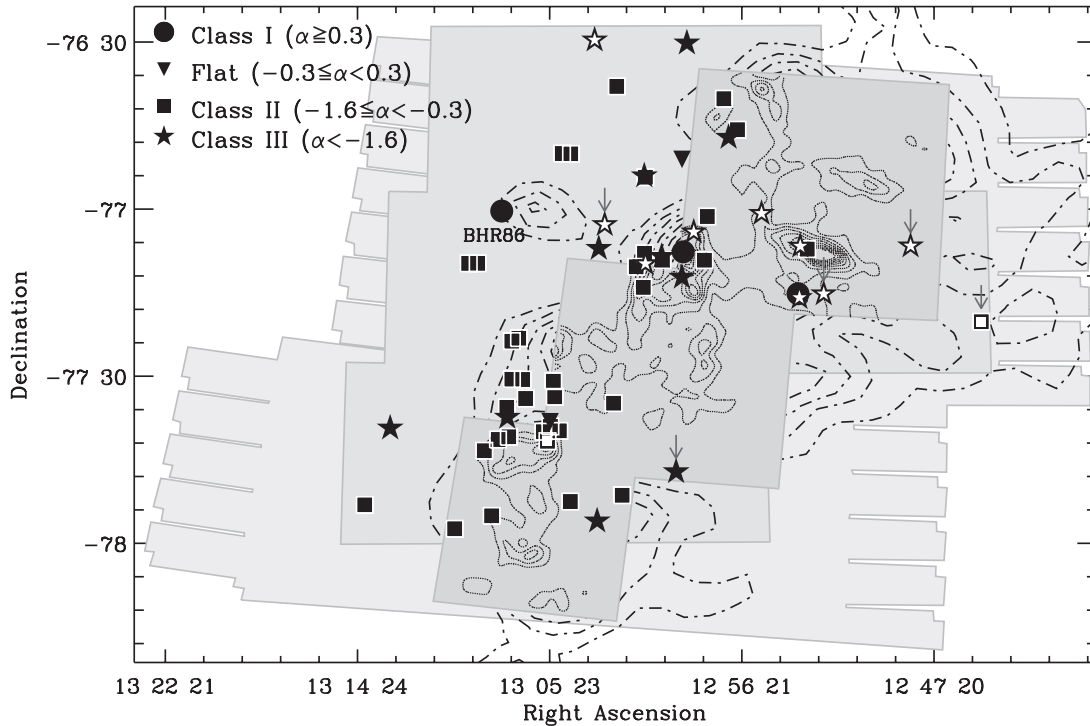 −76 30
Class I (α≧0.3)
Flat (−0.3≦α<0.3)
Class II (−1.6≦α<−0.3)
Class III (α<−1.6)
−77
BHR86
−77 30
−78
Declination
13 22 21 13 14 24 13 05 23 12 56 21 12 47 20
Right Ascension